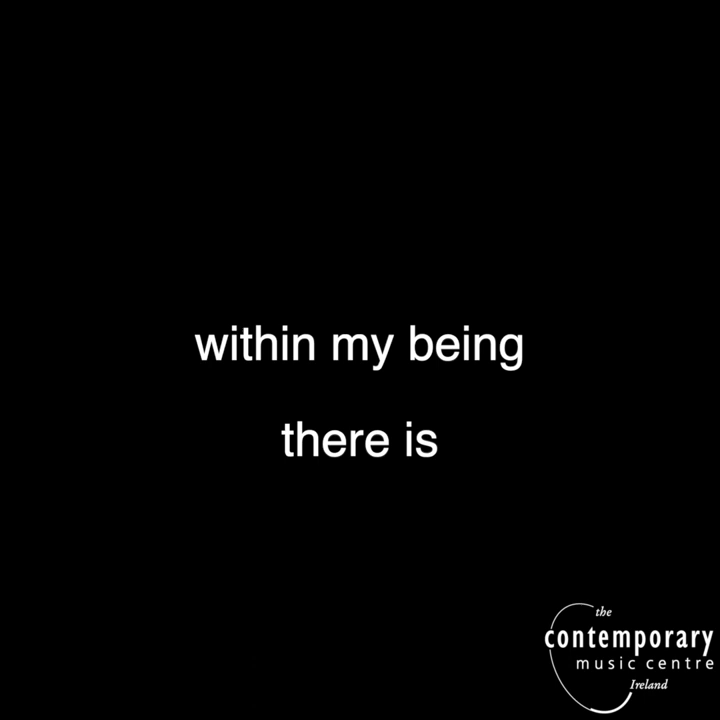 within my being
there is
the
contemporary
music centre
Ireland